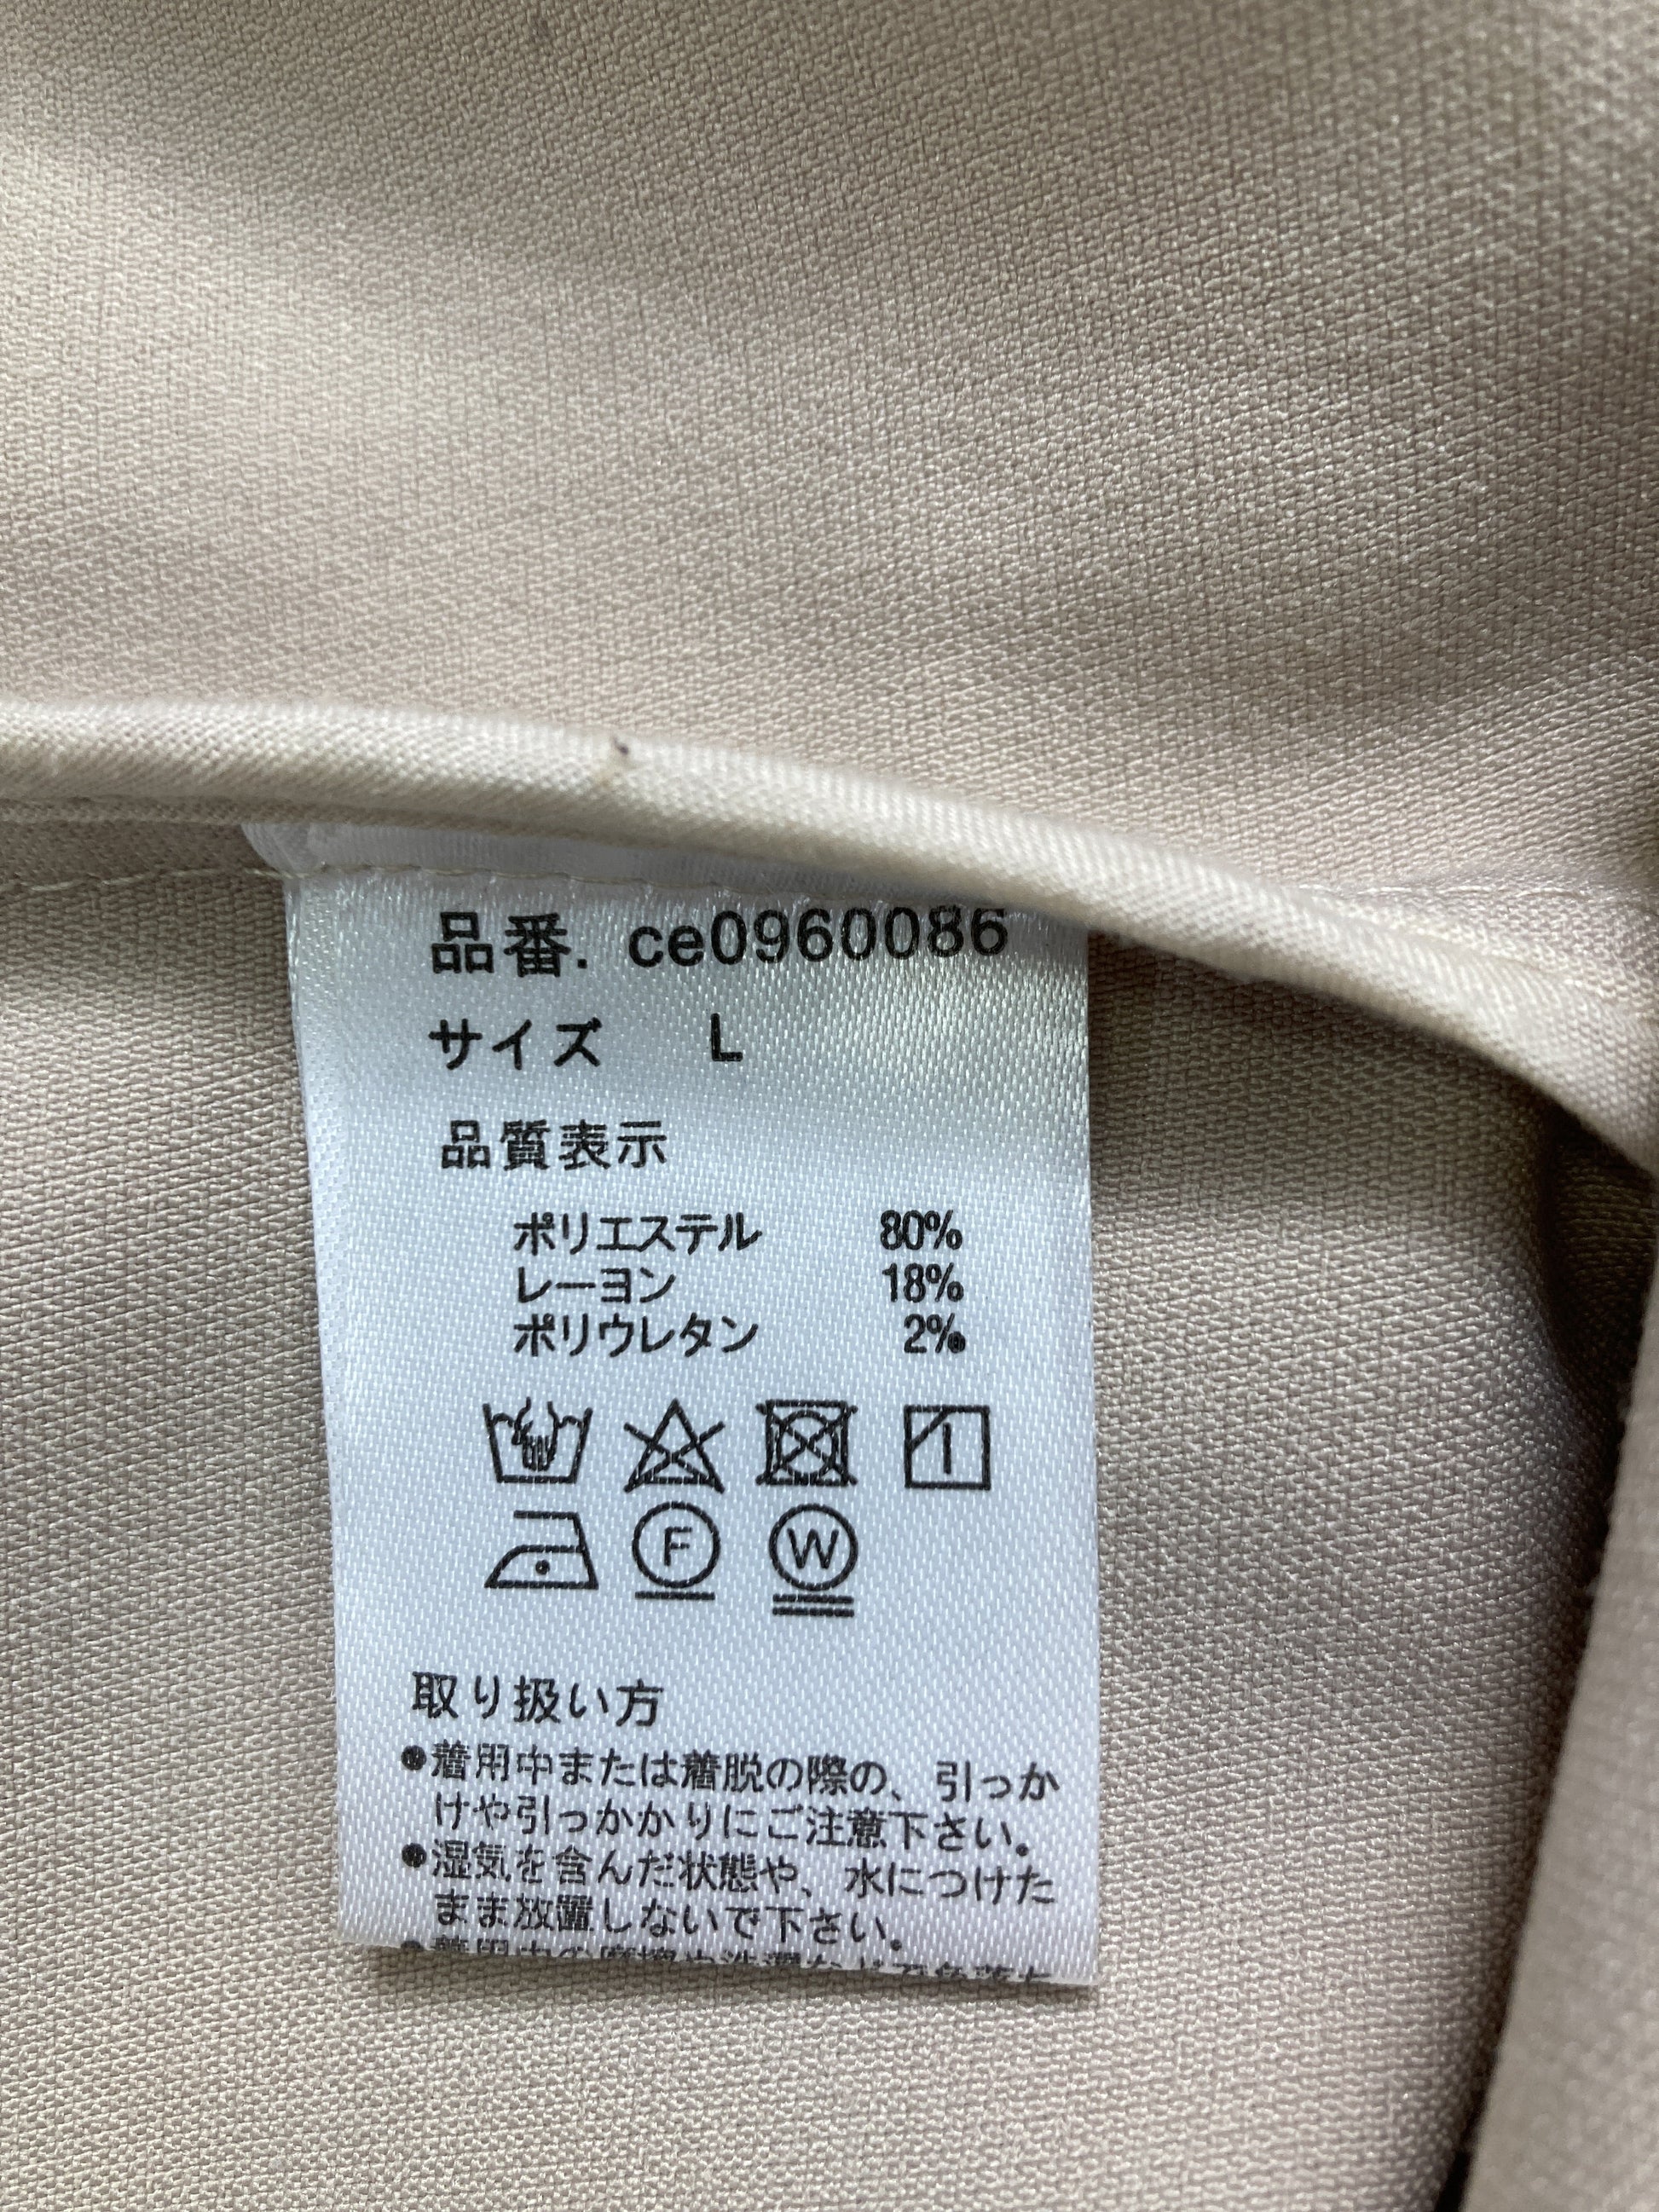 品番. ce0960086
サイズ L
品質表示
ポリエステル 80%
レーヨン 18%
ポリウレタン 2%
F W
取り扱い方
●着用中または着脱の際の、引っか
けや引っかかりにご注意下さい。
●湿気を含んだ状態や、水につけた
まま放置しないで下さい。